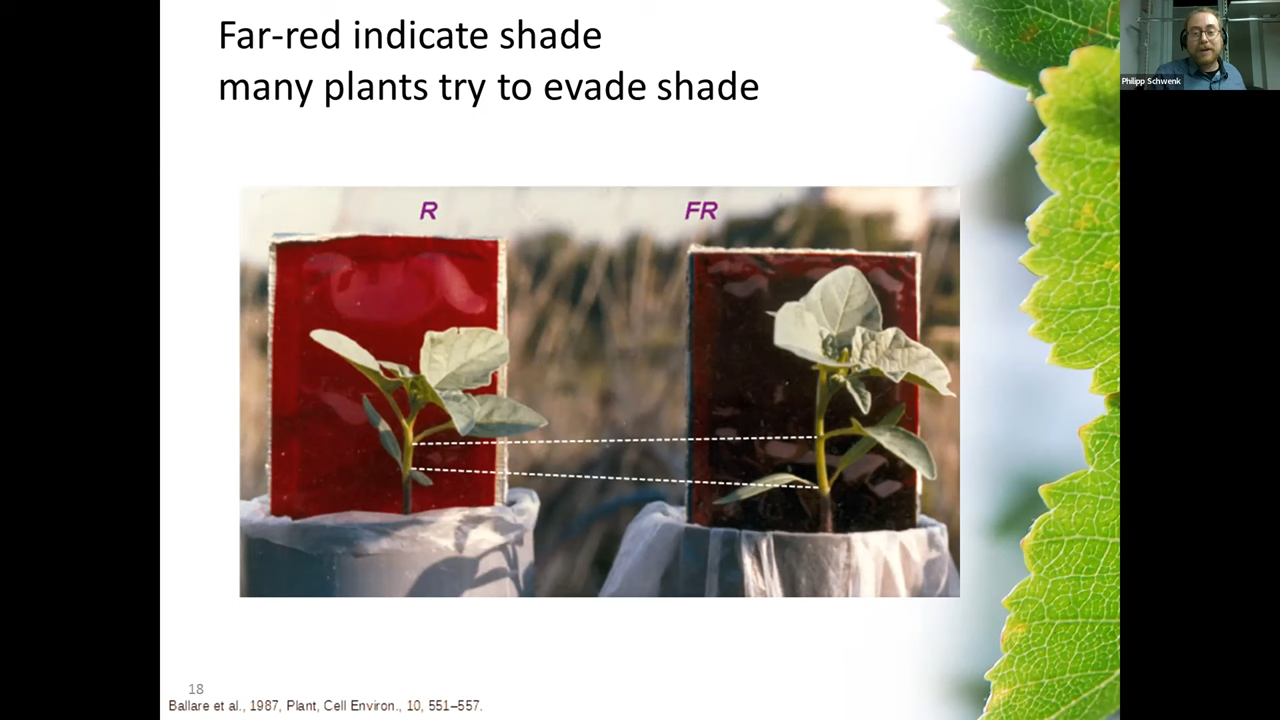 Far-red indicate shade
many plants try to evade shade
Philipp Schwenk
R
FR
18
Ballare et al., 1987, Plant, Cell Environ., 10, 551–557.